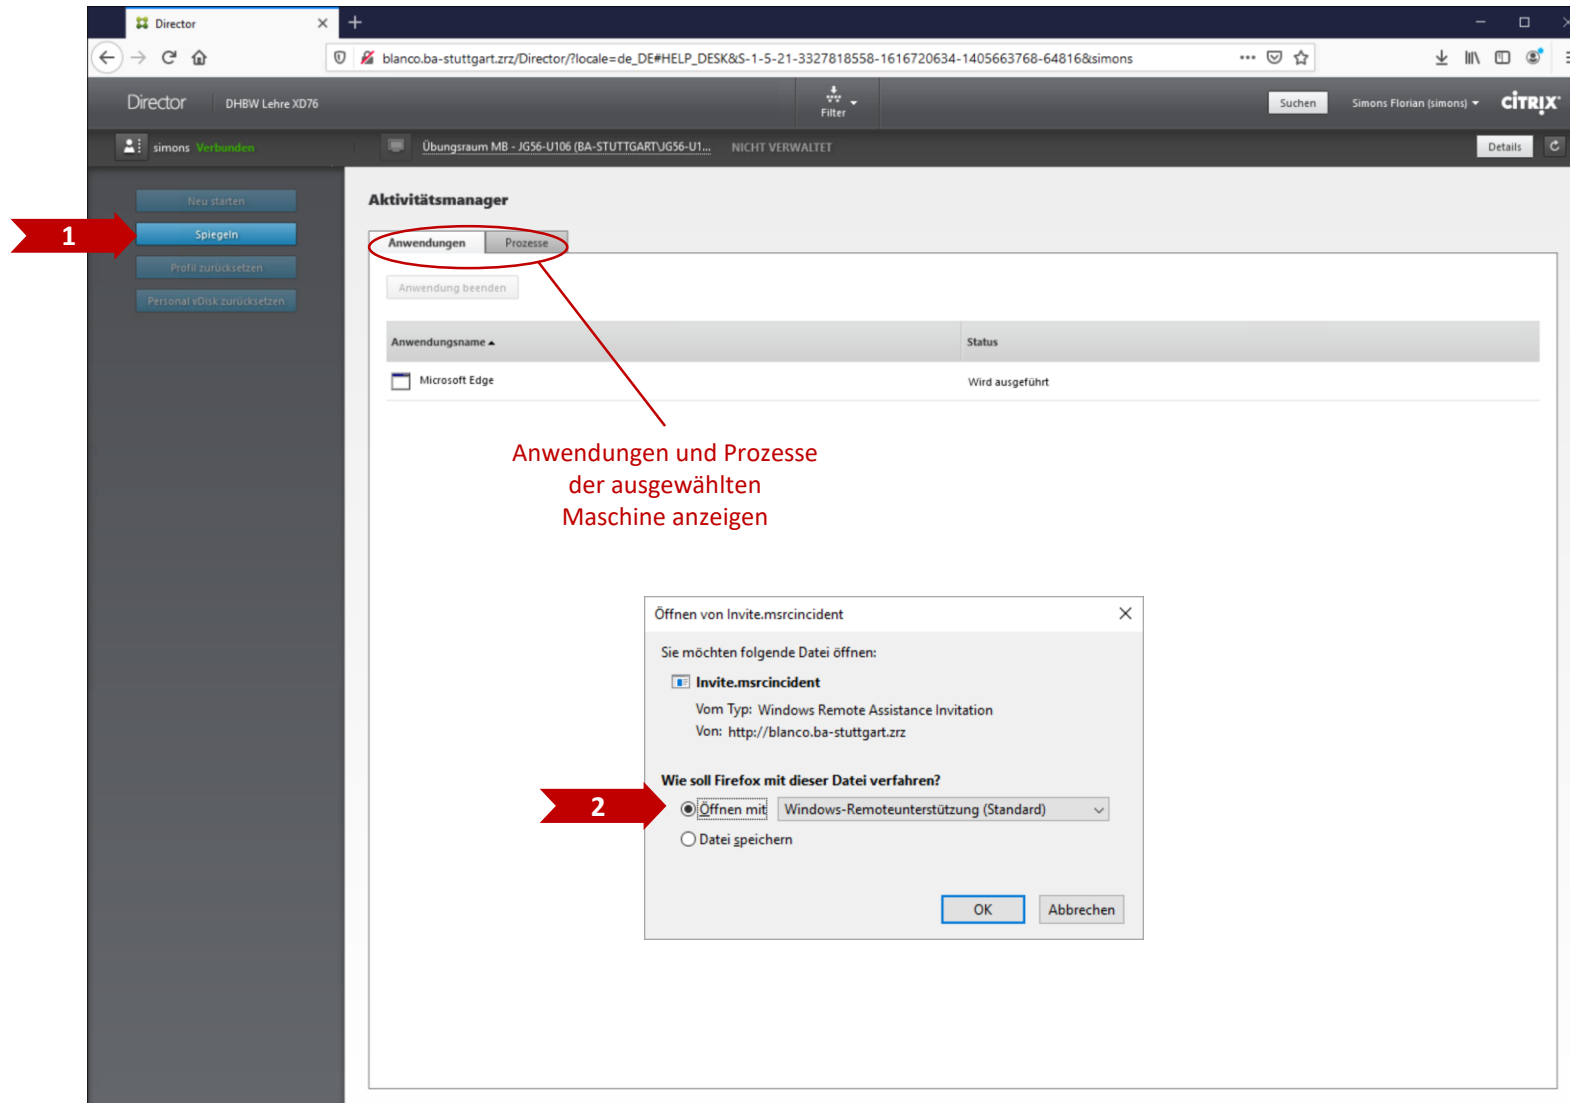 Director
blanco.ba-stuttgart.zrz/Director/?locale=de_DE#HELP_DESK&S-1-5-21-3327818558-1616720634-1405663768-64816&simons
Director DHBW Lehre XD76
Filter
Suchen
Simons Florian (simons)
CITRIX
simons Verbunden
Übungsraum MB - JG56-U106 (BA-STUTTGART\JG56-U1...
NICHT VERWALTET
Details
Neu starten
1
Spiegeln
Profil zurücksetzen
Personal vDisk zurücksetzen
Aktivitätsmanager
Anwendungen Prozesse
Anwendung beenden
Anwendungsname Status
Microsoft Edge Wird ausgeführt
Anwendungen und Prozesse
der ausgewählten
Maschine anzeigen
Öffnen von Invite.msrcincident
Sie möchten folgende Datei öffnen:
Invite.msrcincident
Vom Typ: Windows Remote Assistance Invitation
Von: http://blanco.ba-stuttgart.zrz
Wie soll Firefox mit dieser Datei verfahren?
2
Öffnen mit Windows-Remoteunterstützung (Standard)
Datei speichern
OK Abbrechen